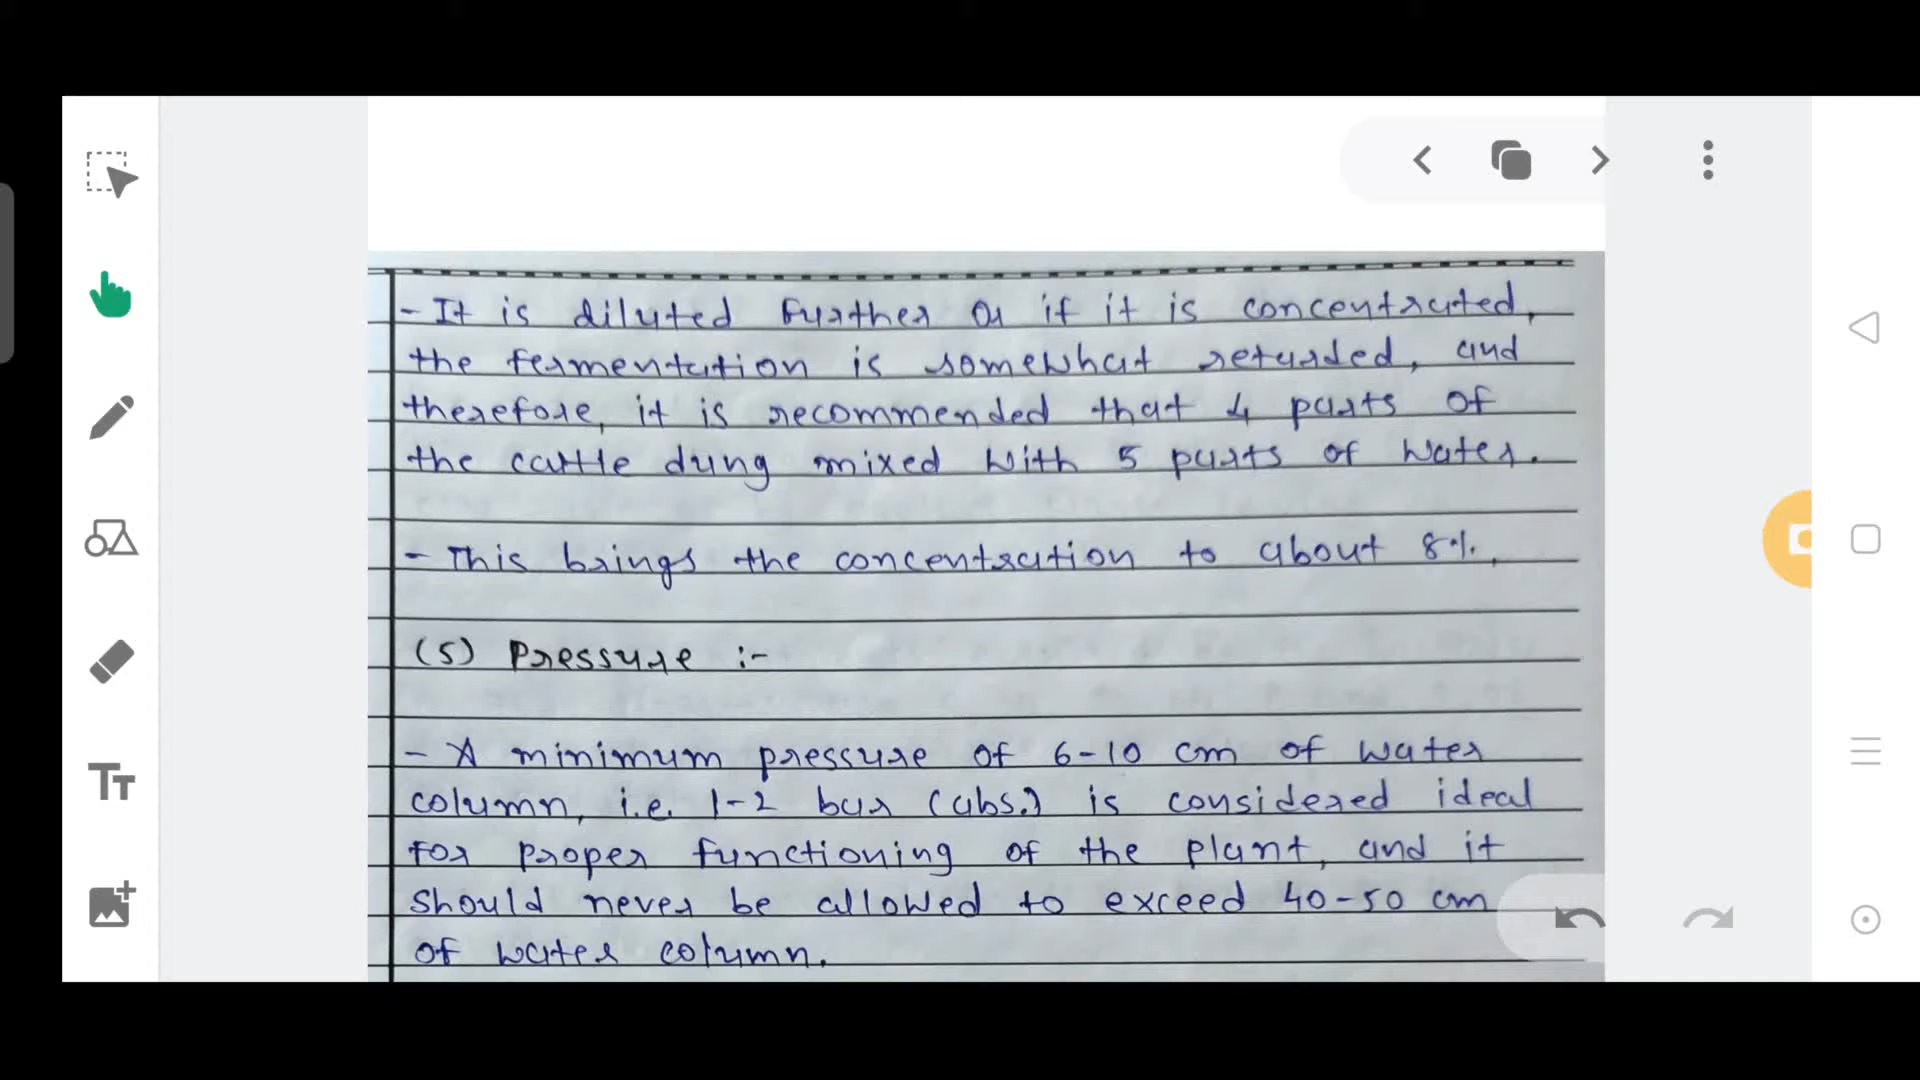 - It is diluted further or if it is concentrated,
the fermentation is somewhat retarded, and
therefore, it is recommended that 4 parts of
the cattle dung mixed with 5 parts of water.
- This brings the concentration to about 8%.
(5) Pressure :-
- A minimum pressure of 6-10 cm of water
column, i.e. 1-2 bar (abs.) is considered ideal
for proper functioning of the plant, and it
should never be allowed to exceed 40-50 cm
of water column.
TT